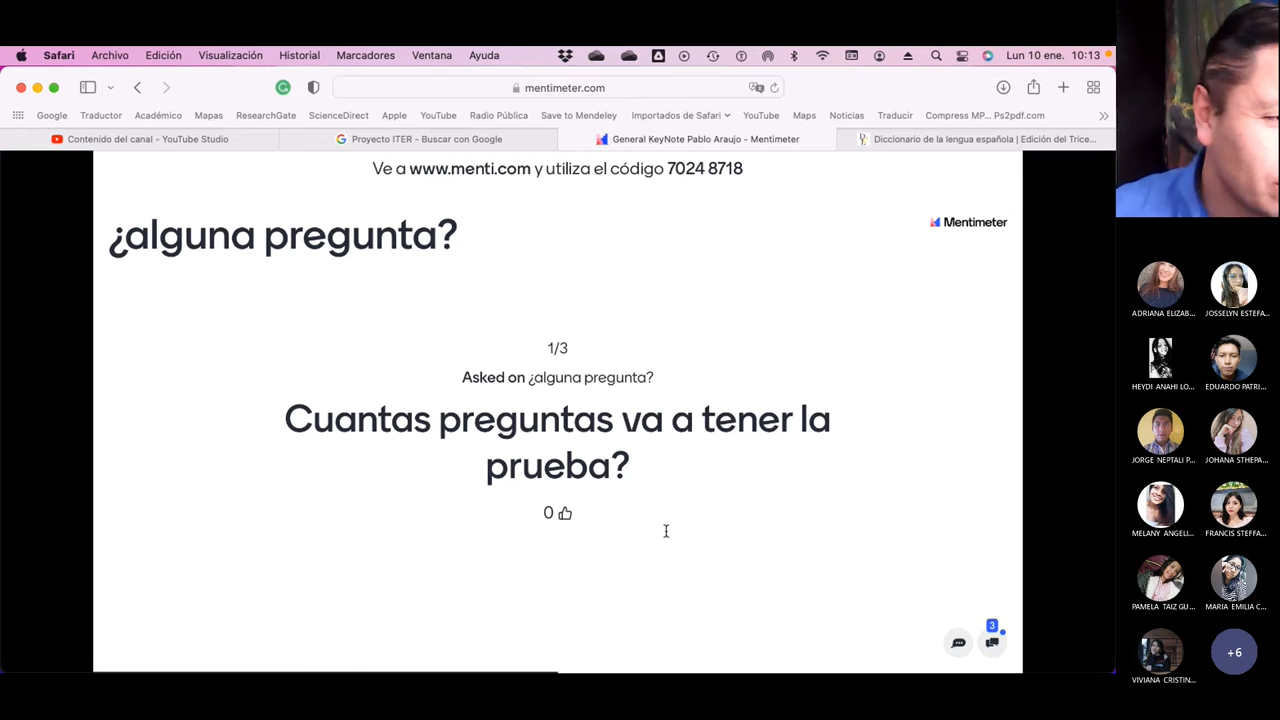 Safari Archivo Edición Visualización Historial Marcadores Ventana Ayuda Lun 10 ene. 10:13
mentimeter.com
Google Traductor Académico Mapas ResearchGate ScienceDirect Apple YouTube Radio Pública Save to Mendeley Importados de Safari YouTube Maps Noticias Traducir Compress MP... Ps2pdf.com
Contenido del canal - YouTube Studio Proyecto ITER - Buscar con Google General KeyNote Pablo Araujo - Mentimeter Diccionario de la lengua española | Edición del Trice...
Ve a www.menti.com y utiliza el código 7024 8718
¿alguna pregunta?
Mentimeter
1/3
Asked on ¿alguna pregunta?
Cuantas preguntas va a tener la
prueba?
0
3
ADRIANA ELIZAB... JOSSELYN ESTEFA...
HEYDI ANAHI LO... EDUARDO PATRI...
JORGE NEPTALI P... JOHANA STHEPA...
MELANY ANGELI... FRANCIS STEFFA...
PAMELA TAIZ GU... MARIA EMILIA C...
VIVIANA CRISTIN... +6